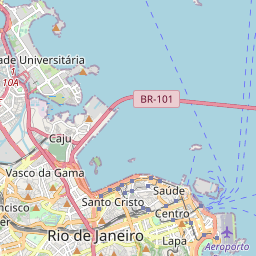 ade Universitária
10A
BR-101
Caju
Vasco da Gama
Saúde
Santo Cristo
Centro
ncisco
Rio de Janeiro
Lapa
Aeroporto